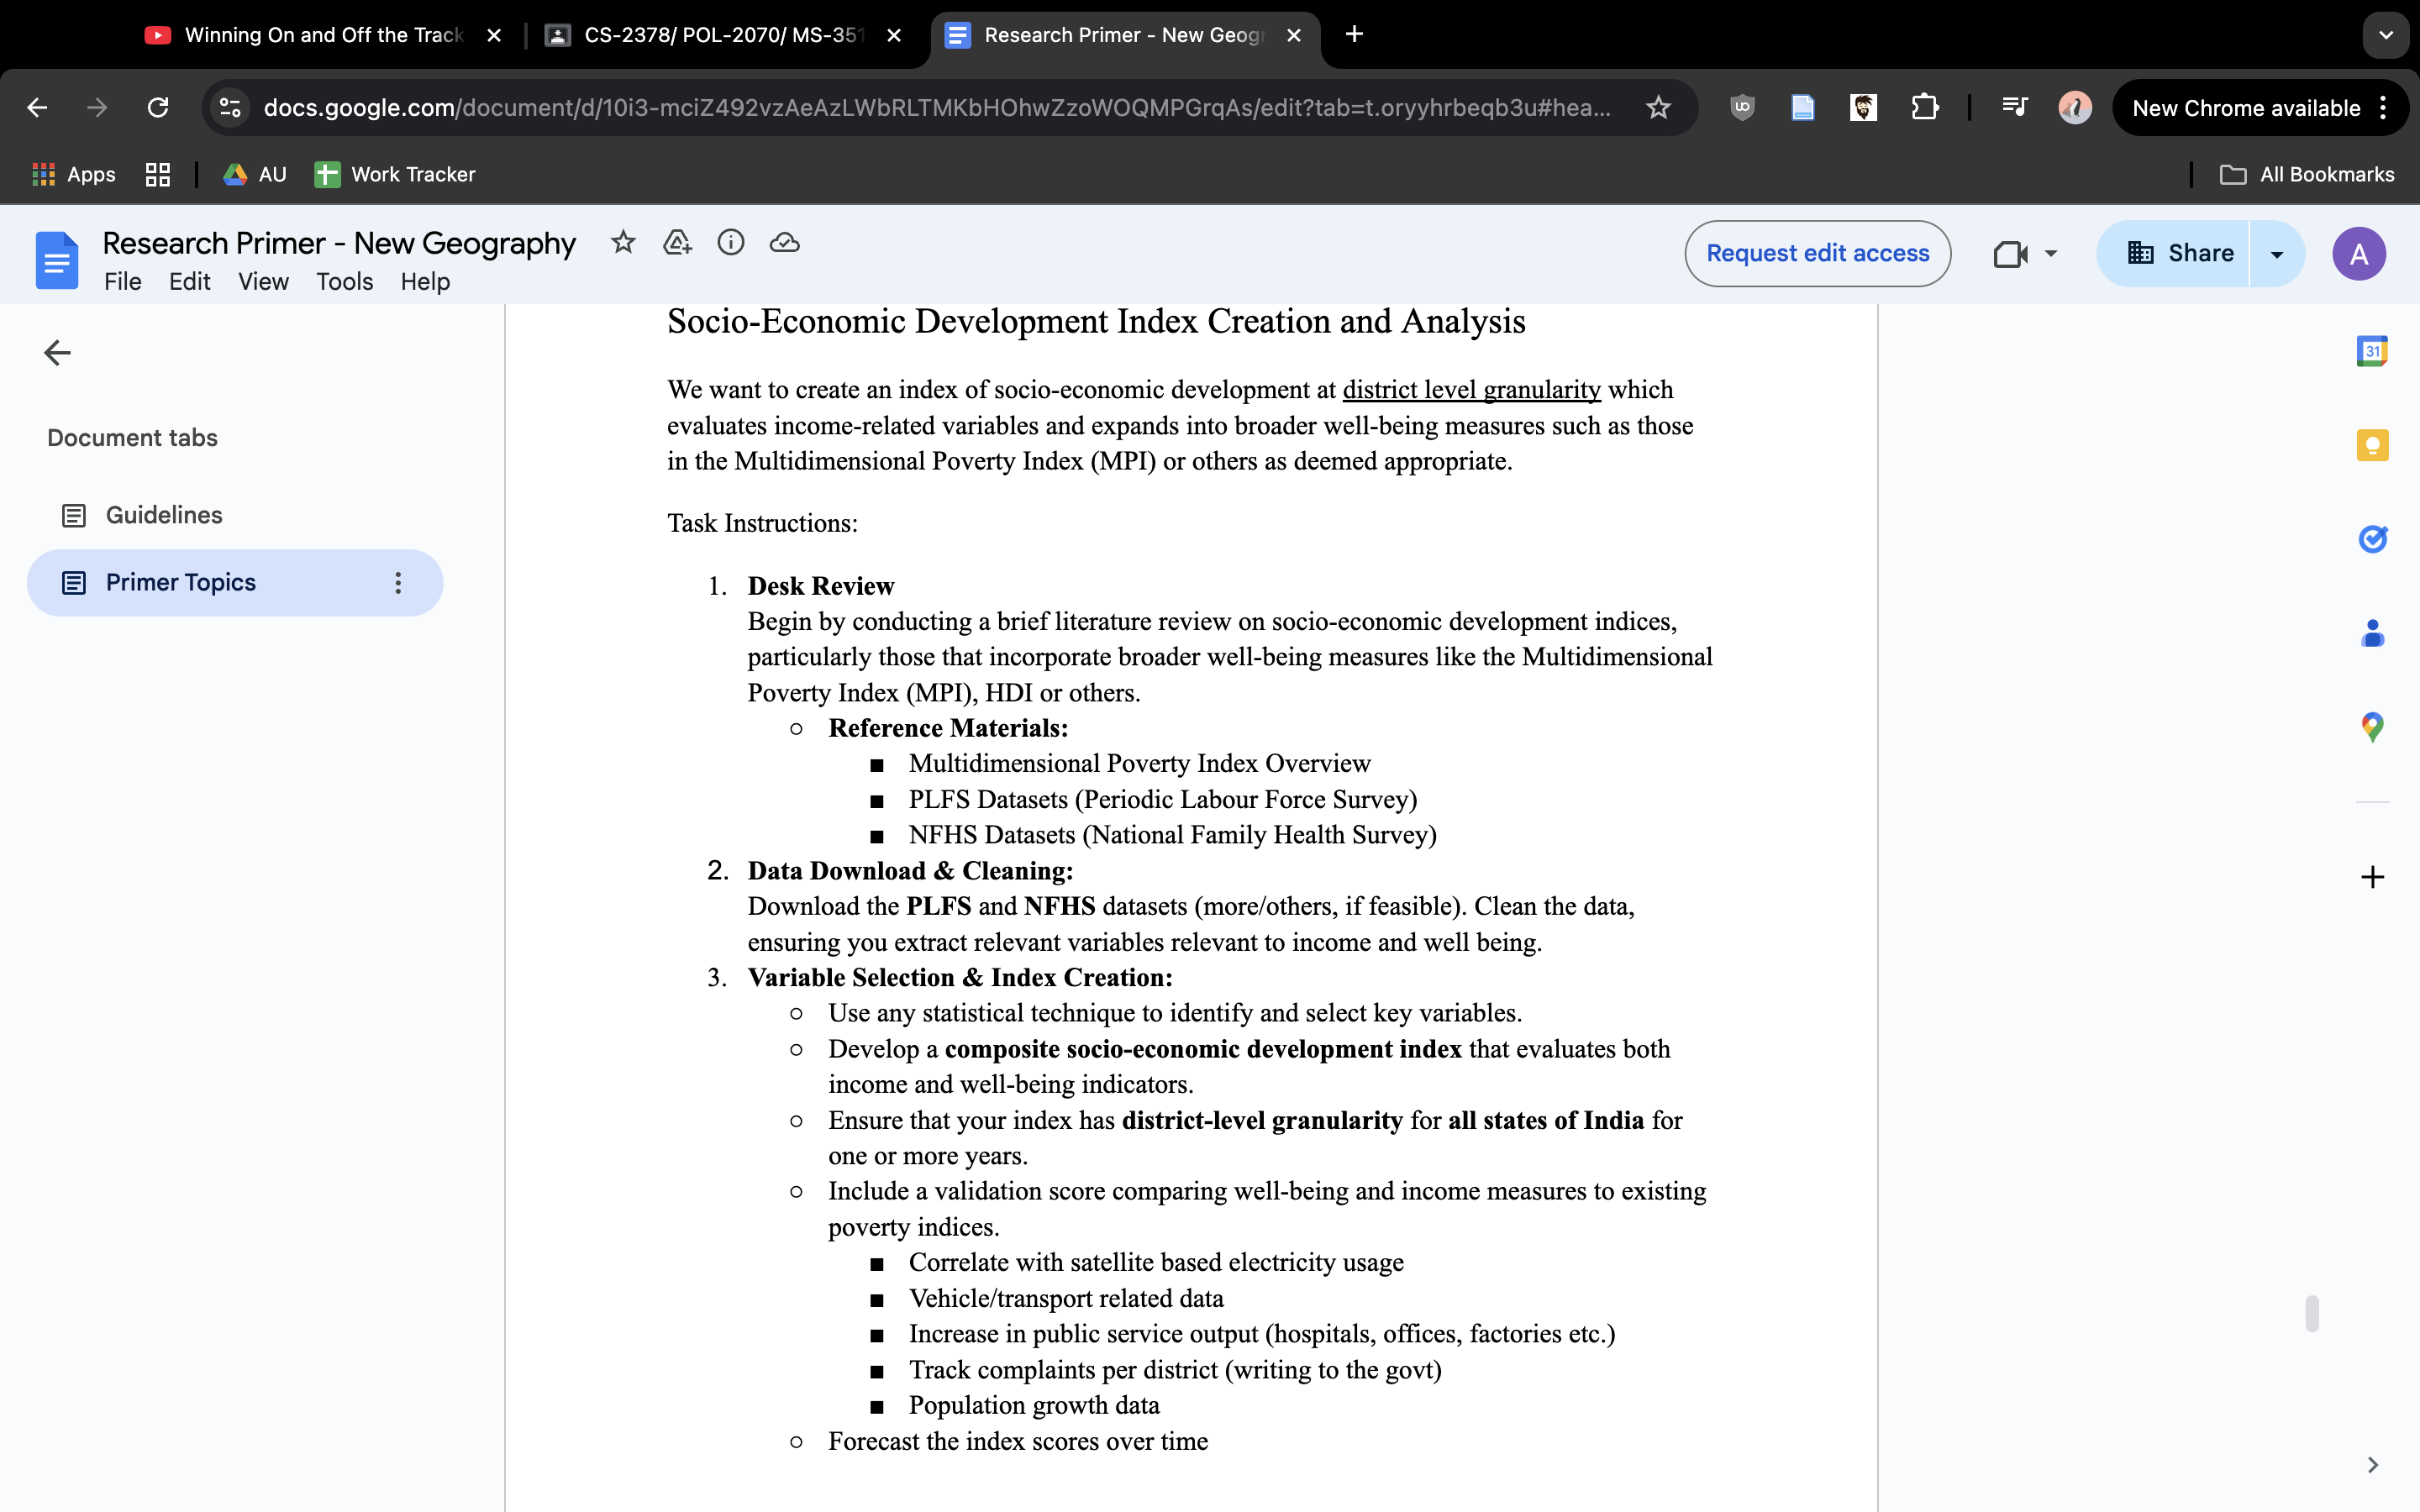 Winning On and Off the Track
CS-2378/ POL-2070/ MS-351
Research Primer - New Geogr
docs.google.com/document/d/10i3-mciZ492vzAeAzLWbRLTMKbHOhwZzoWOQMPGrqAs/edit?tab=t.oryyhrbeqb3u#hea...
New Chrome available
Apps
AU
Work Tracker
All Bookmarks
Research Primer - New Geography
File Edit View Tools Help
Request edit access
Share
A
Document tabs
Guidelines
Primer Topics
Socio-Economic Development Index Creation and Analysis
We want to create an index of socio-economic development at district level granularity which
evaluates income-related variables and expands into broader well-being measures such as those
in the Multidimensional Poverty Index (MPI) or others as deemed appropriate.
Task Instructions:
1. Desk Review
Begin by conducting a brief literature review on socio-economic development indices,
particularly those that incorporate broader well-being measures like the Multidimensional
Poverty Index (MPI), HDI or others.
○ Reference Materials:
■ Multidimensional Poverty Index Overview
■ PLFS Datasets (Periodic Labour Force Survey)
■ NFHS Datasets (National Family Health Survey)
2. Data Download & Cleaning:
Download the PLFS and NFHS datasets (more/others, if feasible). Clean the data,
ensuring you extract relevant variables relevant to income and well being.
3. Variable Selection & Index Creation:
○ Use any statistical technique to identify and select key variables.
○ Develop a composite socio-economic development index that evaluates both
income and well-being indicators.
○ Ensure that your index has district-level granularity for all states of India for
one or more years.
○ Include a validation score comparing well-being and income measures to existing
poverty indices.
■ Correlate with satellite based electricity usage
■ Vehicle/transport related data
■ Increase in public service output (hospitals, offices, factories etc.)
■ Track complaints per district (writing to the govt)
■ Population growth data
○ Forecast the index scores over time
31